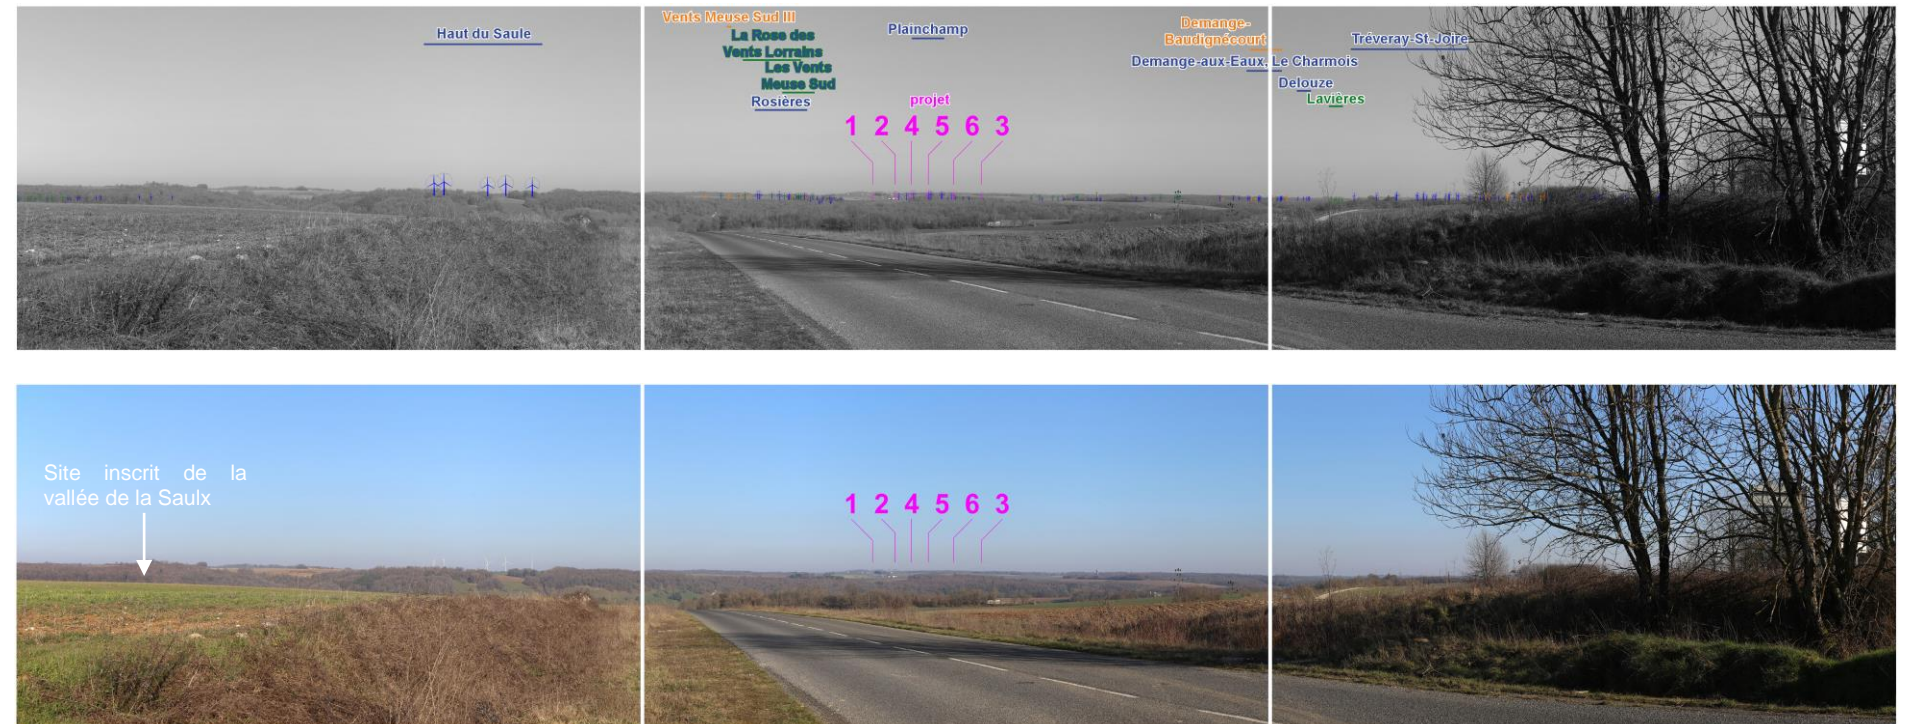 Haut du Saule
Vents Meuse Sud III
La Rose des
Vents Lorrains
Les Vents
Meuse Sud
Rosières
Plainchamp
projet
1 2 4 5 6 3
Demange-
Baudignécourt
Demange-aux-Eaux, Le Charmois
Tréveray-St-Joire
Delouze
Lavières
Site inscrit de la
vallée de la Saulx
1 2 4 5 6 3